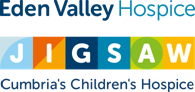 Eden Valley Hospice
JIGSAW
Cumbria's Children's Hospice